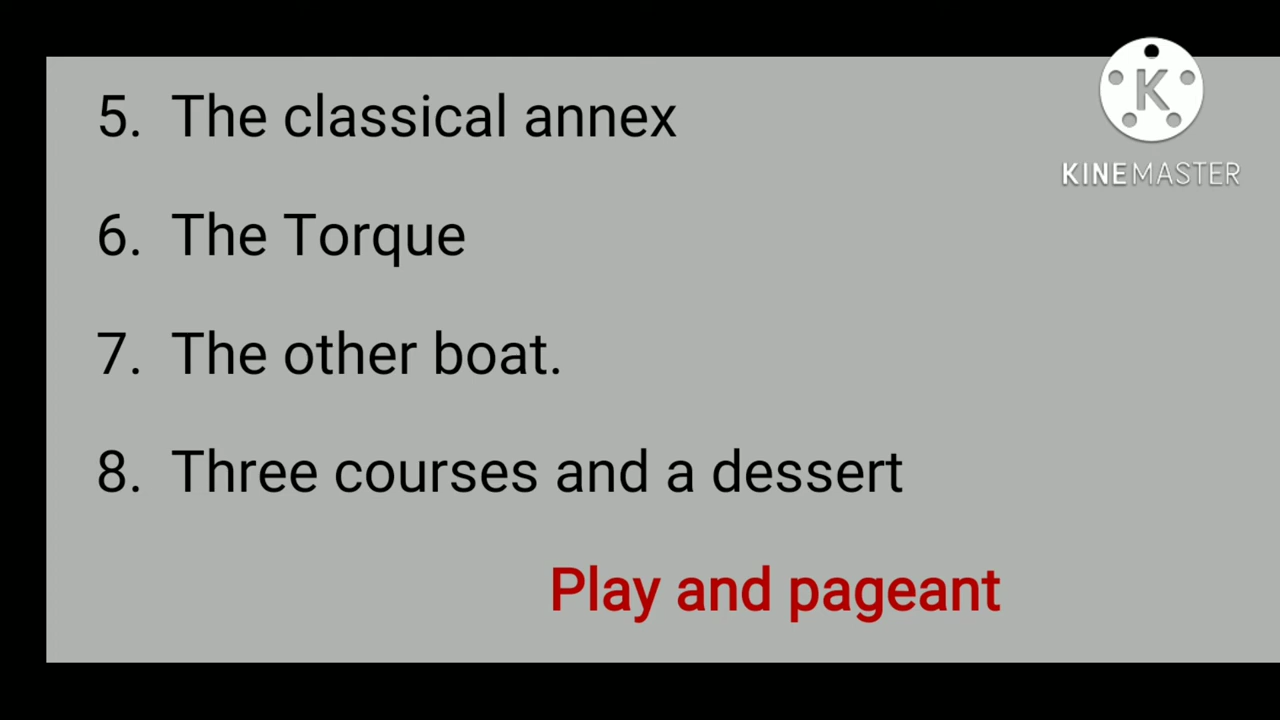 5. The classical annex
K
KINEMASTER
6. The Torque
7. The other boat.
8. Three courses and a dessert
Play and pageant